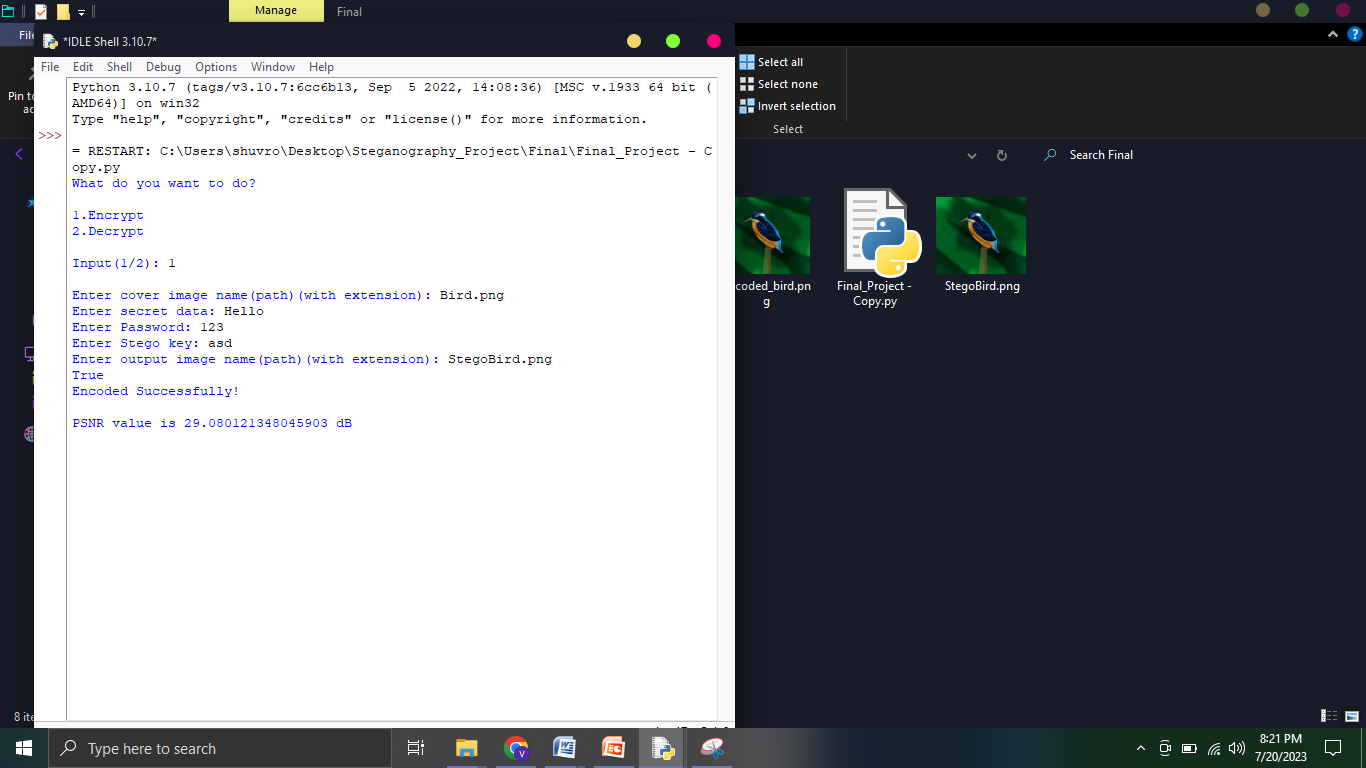 Manage
Final
File
*IDLE Shell 3.10.7*
File Edit Shell Debug Options Window Help
Python 3.10.7 (tags/v3.10.7:6cc6b13, Sep  5 2022, 14:08:36) [MSC v.1933 64 bit (
AMD64)] on win32
Type "help", "copyright", "credits" or "license()" for more information.
>>>
= RESTART: C:\Users\shuvro\Desktop\Steganography_Project\Final\Final_Project - C
opy.py
What do you want to do?
1.Encrypt
2.Decrypt
Input(1/2): 1
Enter cover image name(path)(with extension): Bird.png
Enter secret data: Hello
Enter Password: 123
Enter Stego key: asd
Enter output image name(path)(with extension): StegoBird.png
True
Encoded Successfully!
PSNR value is 29.080121348045903 dB
Pin to
Select all
Select none
Invert selection
Select
Search Final
coded_bird.pn
g
Final_Project -
Copy.py
StegoBird.png
8 ite
Type here to search
8:21 PM
7/20/2023